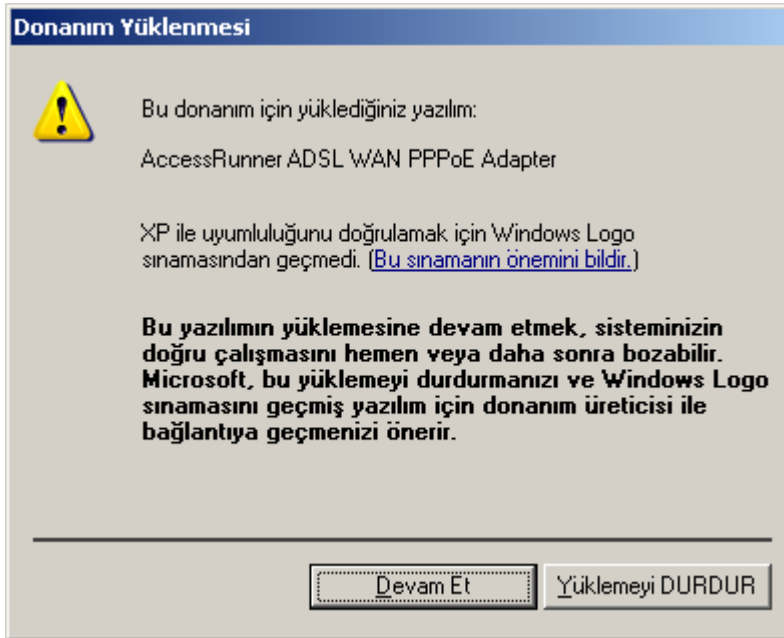 Donanım Yüklenmesi
Bu donanım için yüklediğiniz yazılım:
AccessRunner ADSL WAN PPPoE Adapter
XP ile uyumluluğunu doğrulamak için Windows Logo
sınamasından geçmedi. (Bu sınamanın önemini bildir.)
Bu yazılımın yüklemesine devam etmek, sisteminizin
doğru çalışmasını hemen veya daha sonra bozabilir.
Microsoft, bu yüklemeyi durdurmanızı ve Windows Logo
sınamasını geçmiş yazılım için donanım üreticisi ile
bağlantıya geçmenizi önerir.
Devam Et
Yüklemeyi DURDUR